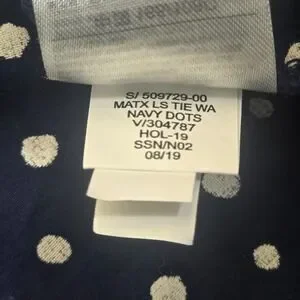 S/ 509729-00
MATX LS TIE WA
NAVY DOTS
V/304787
HOL-19
SSN/N02
08/19